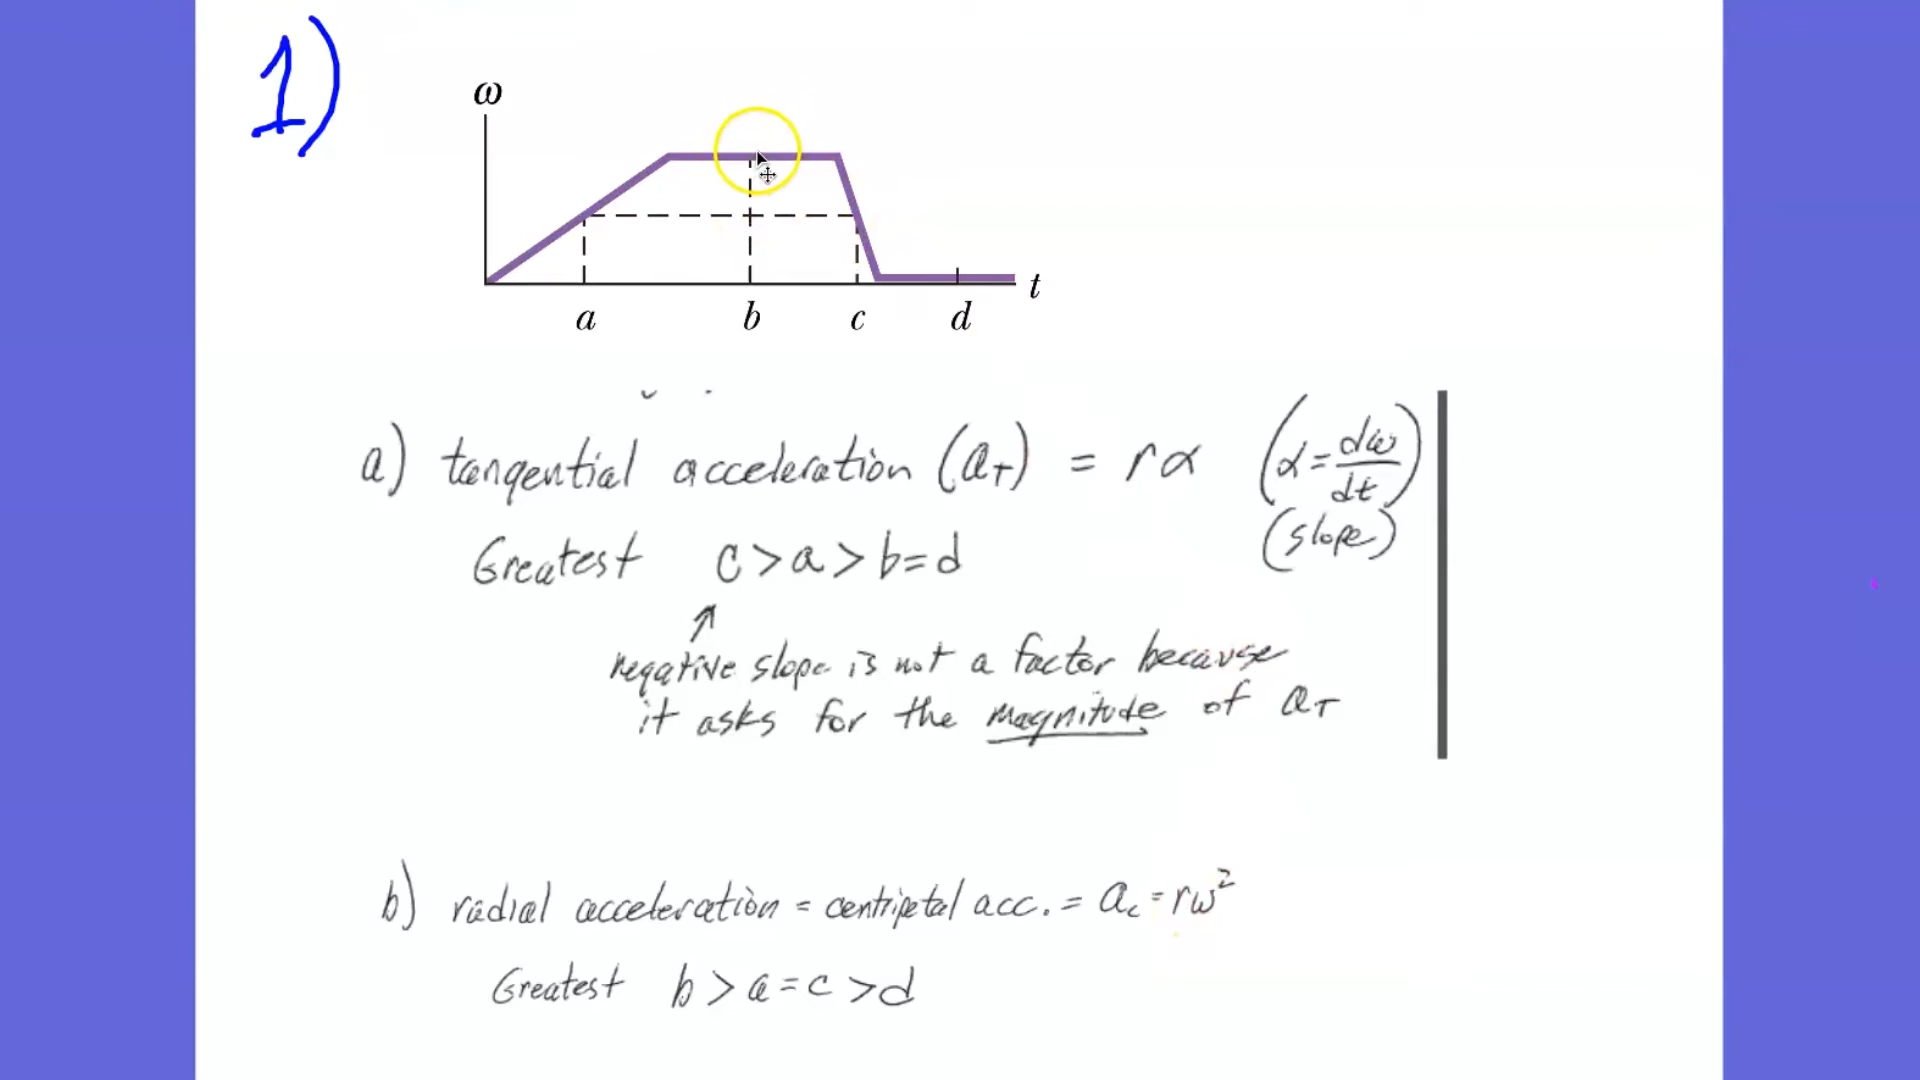 1)
ω
t
a b c d
a) tangential acceleration (aT) = rα (α = dω/dt)
(slope)
Greatest c > a > b = d
negative slope is not a factor because
it asks for the magnitude of aT
b) radial acceleration = centripetal acc. = ac = rω²
Greatest b > a = c > d